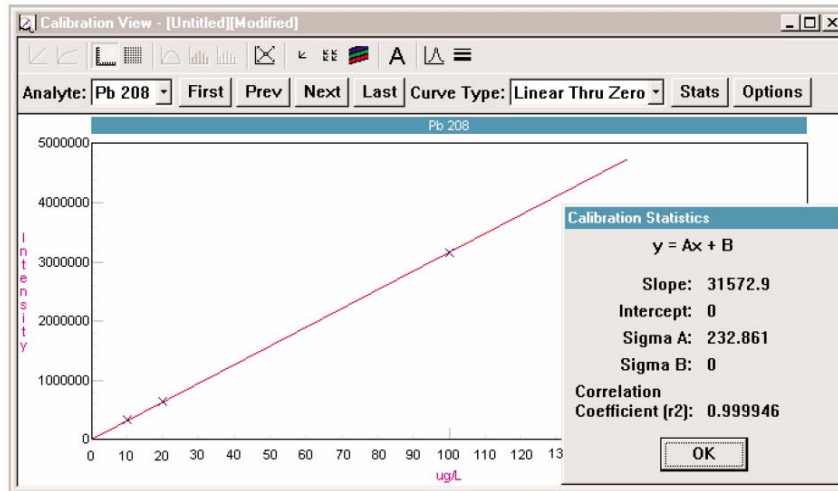 Calibration View - [Untitled][Modified]
A
Analyte: Pb 208 First Prev Next Last Curve Type: Linear Thru Zero Stats Options
Pb 208
5000000
4000000
3000000
2000000
1000000
0
Intensity
0 10 20 30 40 50 60 70 80 90 100 110 120
ug/L
Calibration Statistics
y = Ax + B
Slope: 31572.9
Intercept: 0
Sigma A: 232.861
Sigma B: 0
Correlation
Coefficient (r2): 0.999946
OK